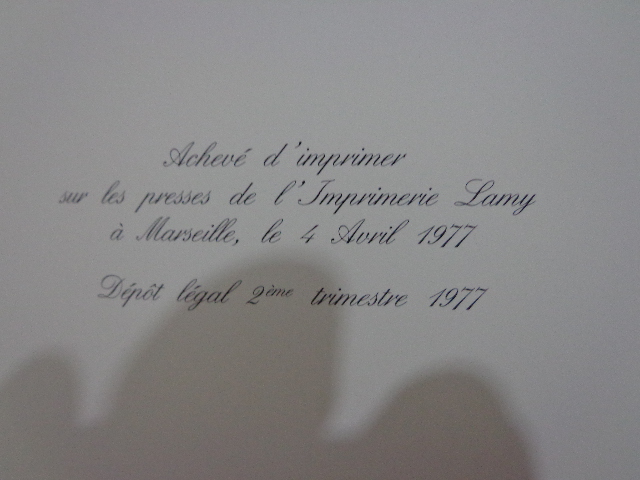 Achevé d'imprimer
sur les presses de l'Imprimerie Lamy
à Marseille, le 4 Avril 1977
Dépôt légal 2ème trimestre 1977